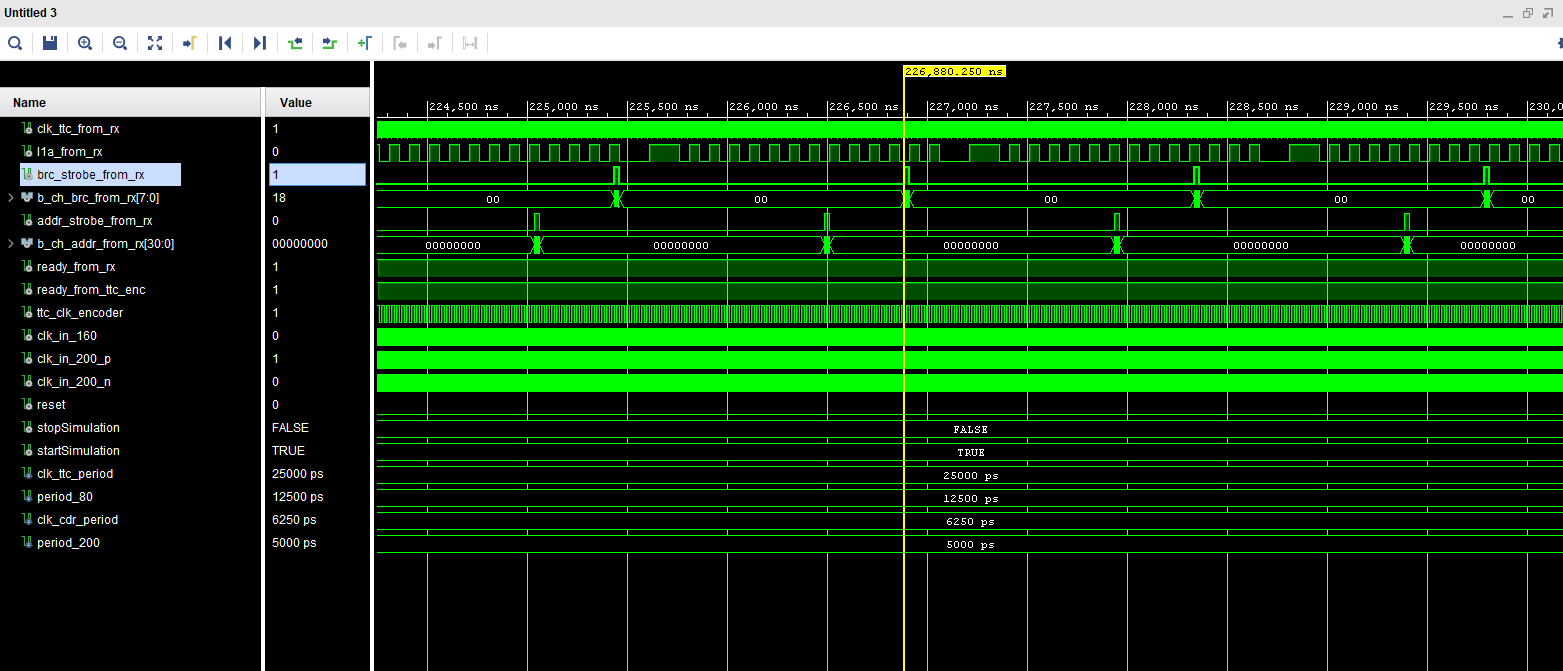 Untitled 3
226,880.250 ns
Name Value 224,500 ns 225,000 ns 225,500 ns 226,000 ns 226,500 ns 227,000 ns 227,500 ns 228,000 ns 228,500 ns 229,000 ns 229,500 ns 230,0
clk_ttc_from_rx 1
l1a_from_rx 0
brc_strobe_from_rx 1
b_ch_brc_from_rx[7:0] 18 00 00 00 00 00
addr_strobe_from_rx 0
b_ch_addr_from_rx[30:0] 00000000 00000000 00000000 00000000 00000000 00000000
ready_from_rx 1
ready_from_ttc_enc 1
ttc_clk_encoder 1
clk_in_160 0
clk_in_200_p 1
clk_in_200_n 0
reset 0
stopSimulation FALSE FALSE
startSimulation TRUE TRUE
clk_ttc_period 25000 ps 25000 ps
period_80 12500 ps 12500 ps
clk_cdr_period 6250 ps 6250 ps
period_200 5000 ps 5000 ps